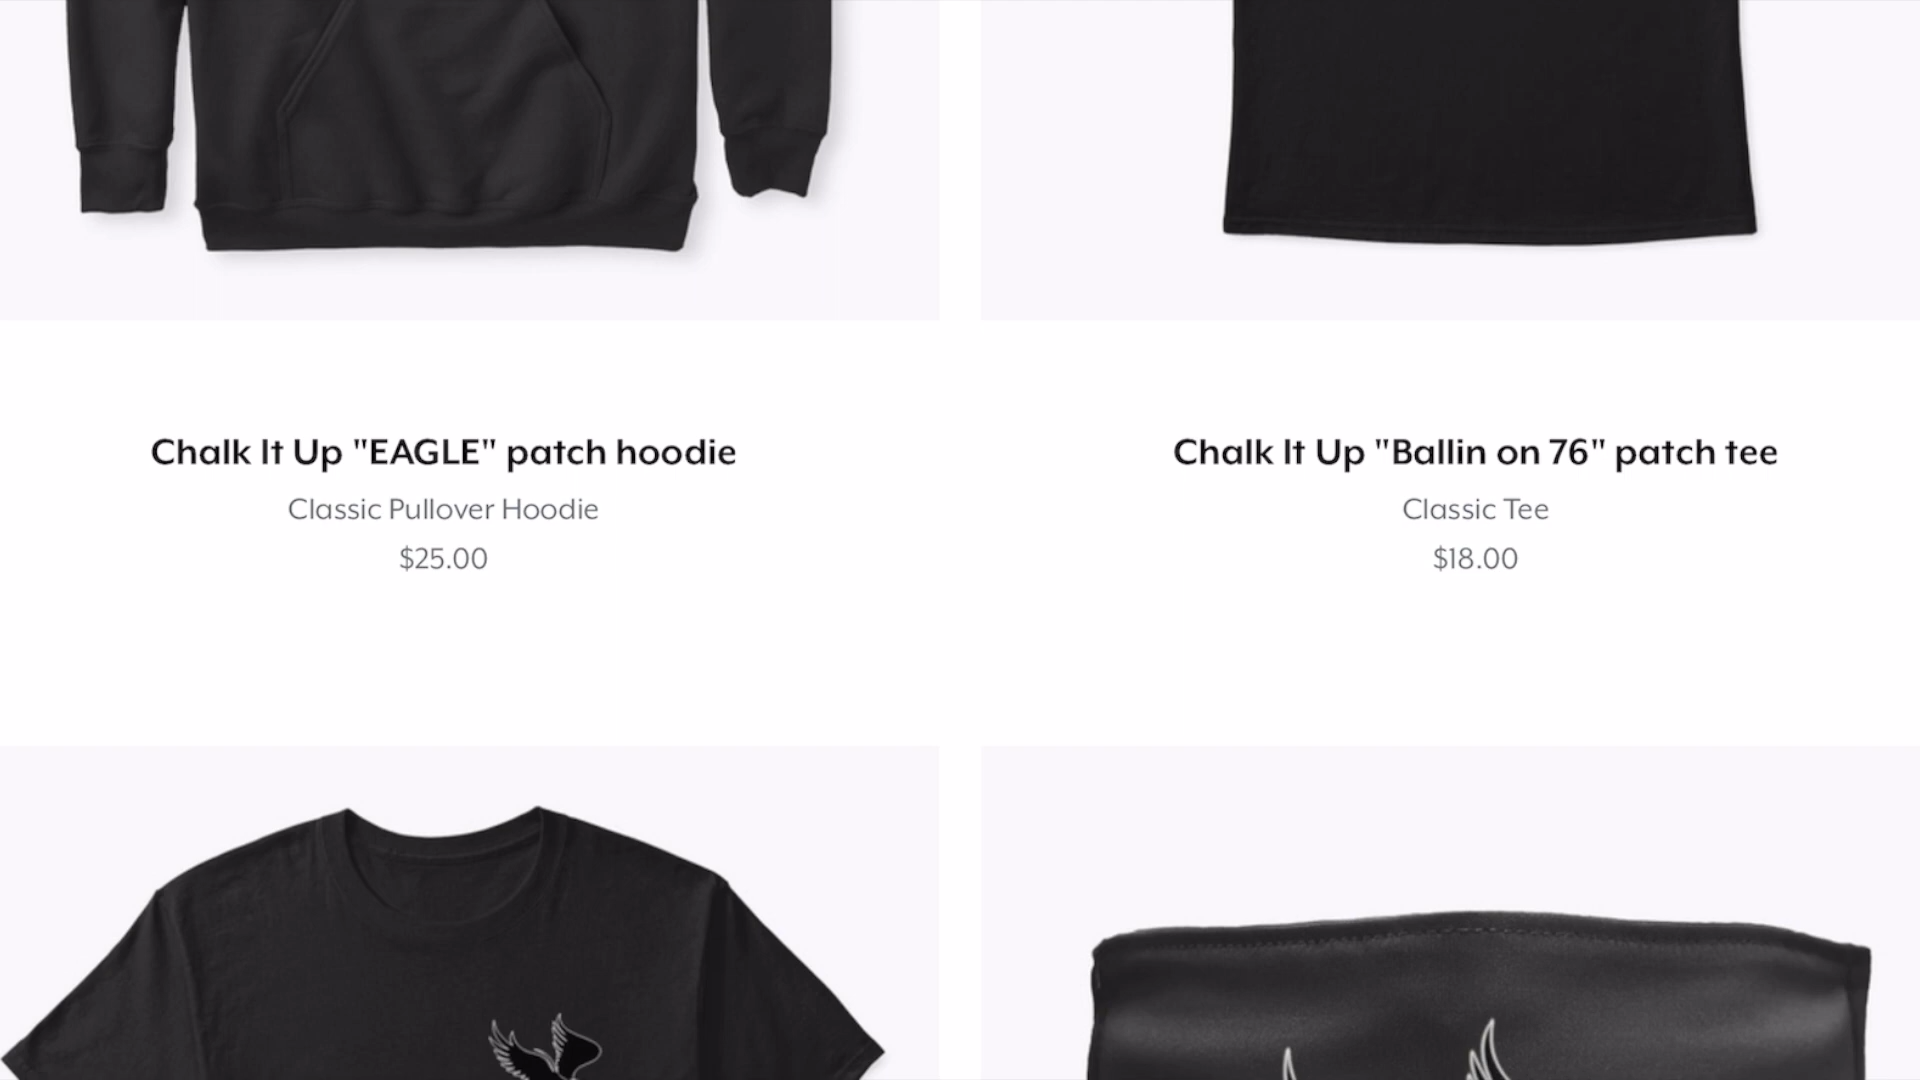 Chalk It Up "EAGLE" patch hoodie
Classic Pullover Hoodie
$25.00
Chalk It Up "Ballin on 76" patch tee
Classic Tee
$18.00